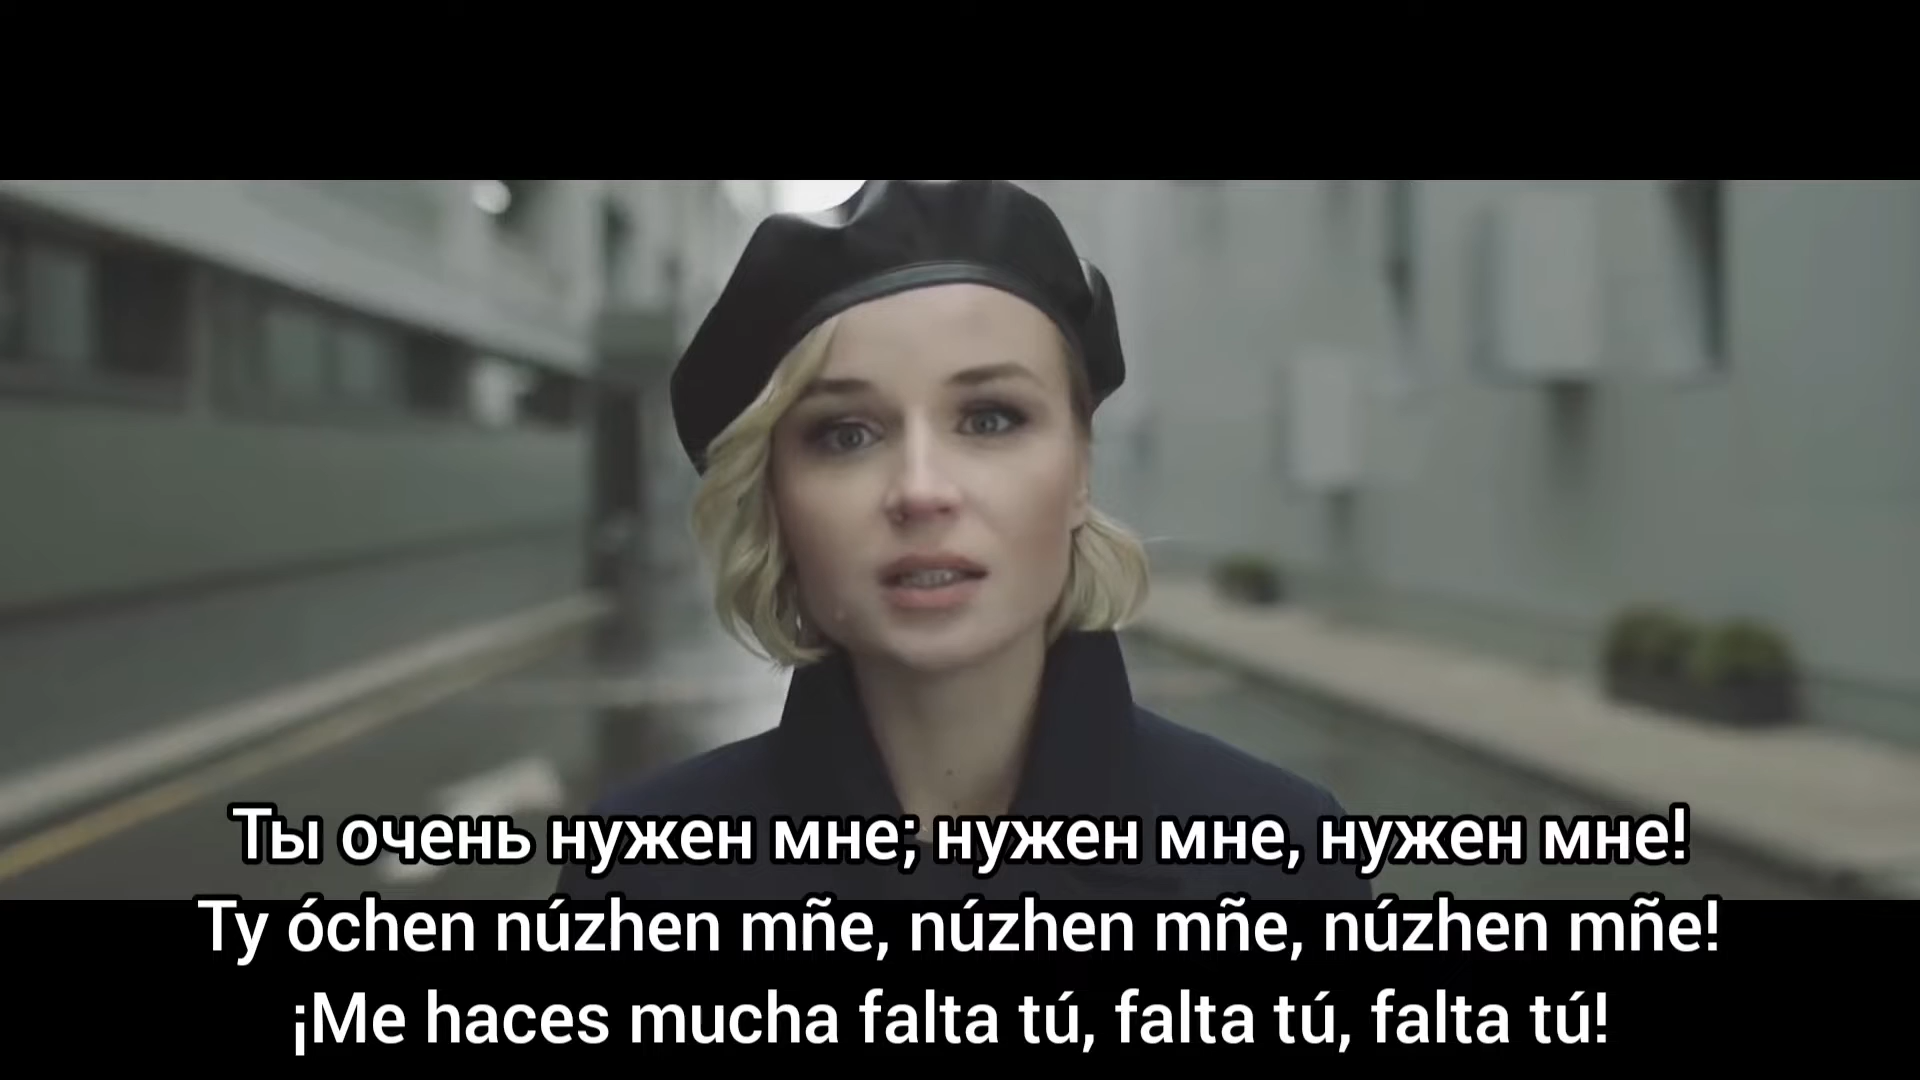 Ты очень нужен мне; нужен мне, нужен мне!
Ty óchen núzhen mñe, núzhen mñe, núzhen mñe!
¡Me haces mucha falta tú, falta tú, falta tú!